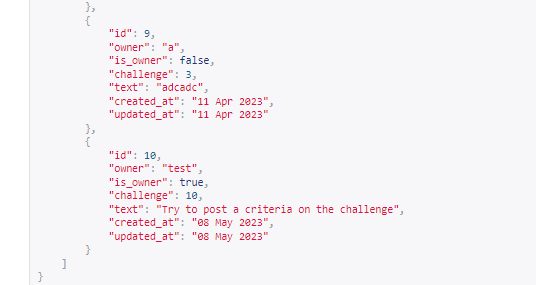 },
{
"id": 9,
"owner": "a",
"is_owner": false,
"challenge": 3,
"text": "adcadc",
"created_at": "11 Apr 2023",
"updated_at": "11 Apr 2023"
},
{
"id": 10,
"owner": "test",
"is_owner": true,
"challenge": 10,
"text": "Try to post a criteria on the challenge",
"created_at": "08 May 2023",
"updated_at": "08 May 2023"
}
]
}